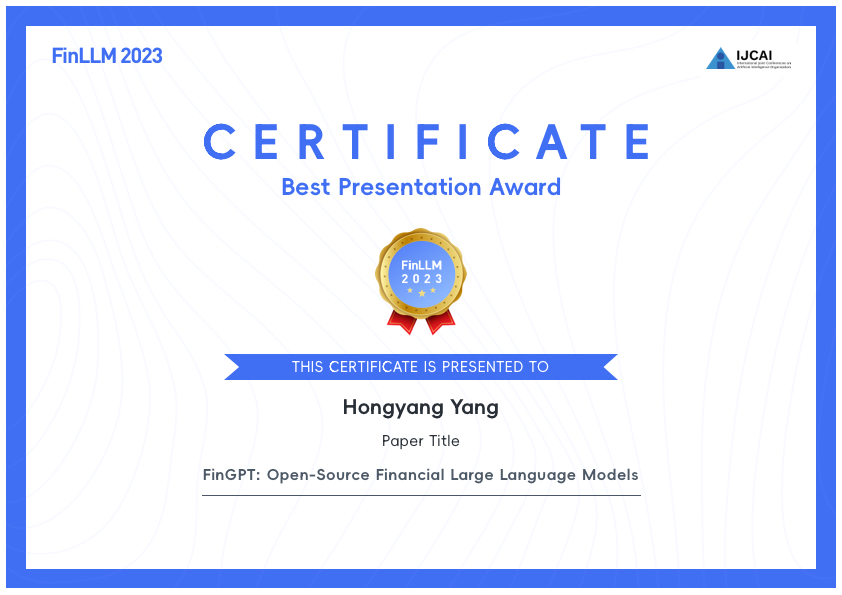 FinLLM 2023
IJCAI
International Joint Conferences on
Artificial Intelligence Organization
CERTIFICATE
Best Presentation Award
FinLLM
2023
THIS CERTIFICATE IS PRESENTED TO
Hongyang Yang
Paper Title
FinGPT: Open-Source Financial Large Language Models